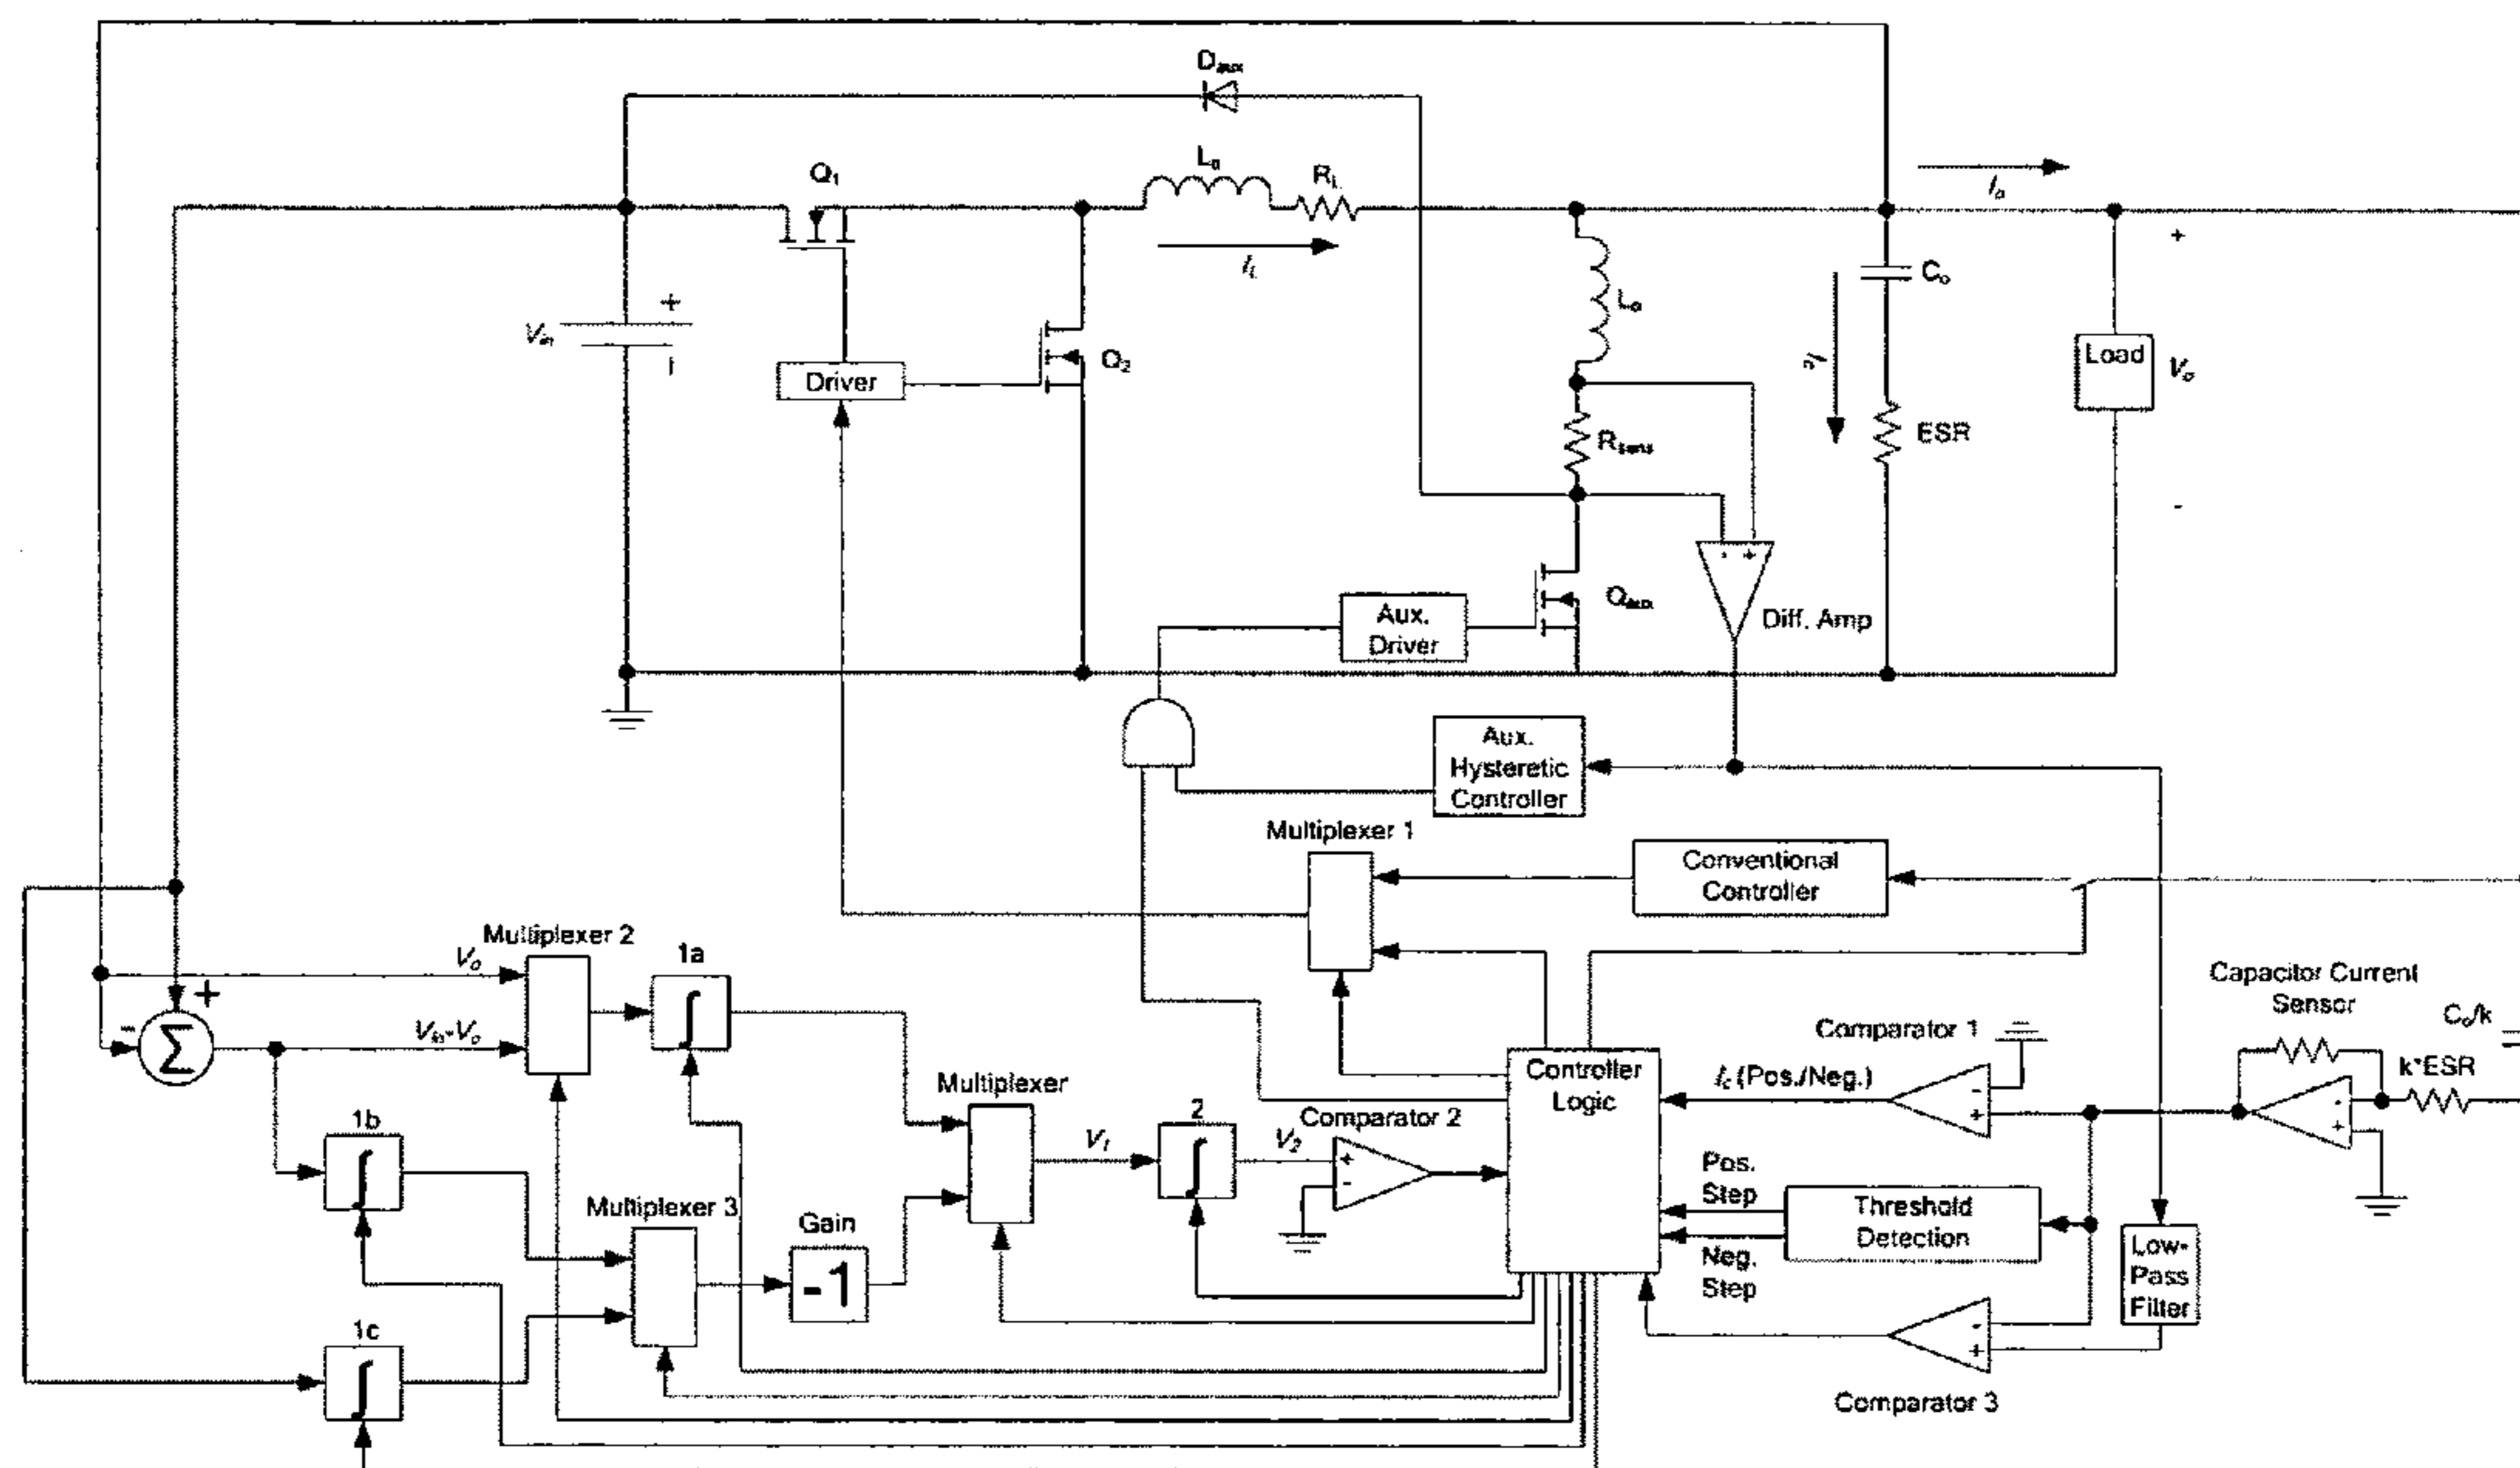 Daux
Q₁
Lo
RL
Io
IL
Vin
+
Driver
Q₂
Lo
Co
Ic
Load
+
Vo
-
Rsens
ESR
- +
Aux.
Driver
Qaux
Diff. Amp
Aux.
Hysteretic
Controller
Multiplexer 1
Conventional
Controller
Multiplexer 2
1a
Vo
+
-
Σ
Vin-Vo
∫
Capacitor Current
Sensor
Co/k
k*ESR
Comparator 1
Controller
Logic
Ic (Pos./Neg.)
-
+
-
+
Multiplexer
1b
∫
V1
2
∫
V2
Comparator 2
+
-
Pos.
Step
Neg.
Step
Threshold
Detection
Multiplexer 3
Gain
-1
Low-
Pass
Filter
1c
∫
-
+
Comparator 3